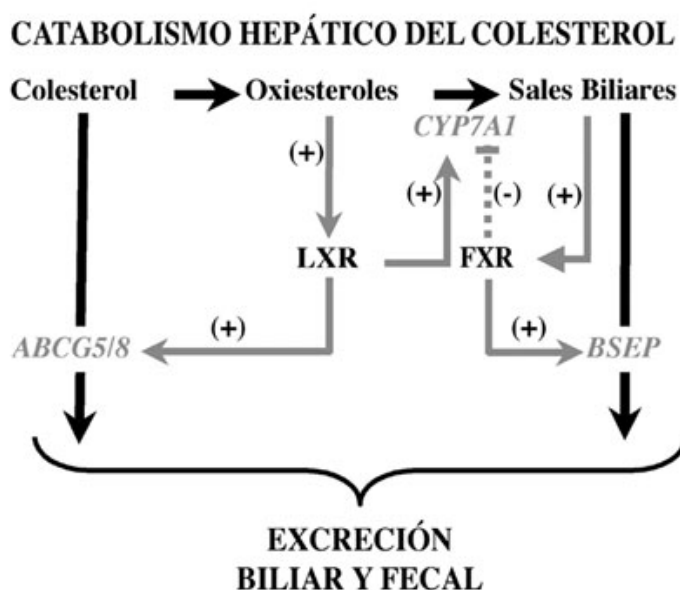 CATABOLISMO HEPÁTICO DEL COLESTEROL
Colesterol Oxiesteroles Sales Biliares
CYP7A1
(+)
(+) (-) (+)
LXR FXR
(+) (+)
ABCG5/8 BSEP
EXCRECIÓN
BILIAR Y FECAL